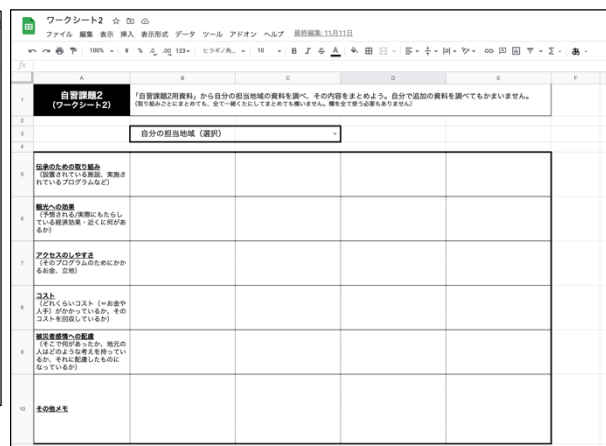 ワークシート2
ファイル 編集 表示 挿入 表示形式 データ ツール アドオン ヘルプ 最終編集: 11月11日
100% ¥ % .0 .00 123 ヒラギノ角... 10 B I S A あ
fx
A B C D E F
1 自習課題2
(ワークシート2)
「自習課題2用資料」から自分の担当地域の資料を調べ、その内容をまとめよう。自分で追加の資料を調べてもかまいません。
(取り組みごとにまとめても、全て一緒くたにしてまとめても構いません。欄を全て使う必要もありません)
2
3 自分の担当地域(選択)
4
5 伝承のための取り組み
(設置されている施設、実施さ
れているプログラムなど)
6 観光への効果
(予想される/実際にもたらし
ている経済効果・近くに何があ
るか)
7 アクセスのしやすさ
(そのプログラムのためにかか
るお金、立地)
8 コスト
(どれくらいコスト(=お金や
人手)がかかっているか、その
コストを回収しているか)
9 被災者感情への配慮
(そこで何があったか、地元の
人はどのような考えを持ってい
るか、それに配慮したものに
なっているか)
10 その他メモ